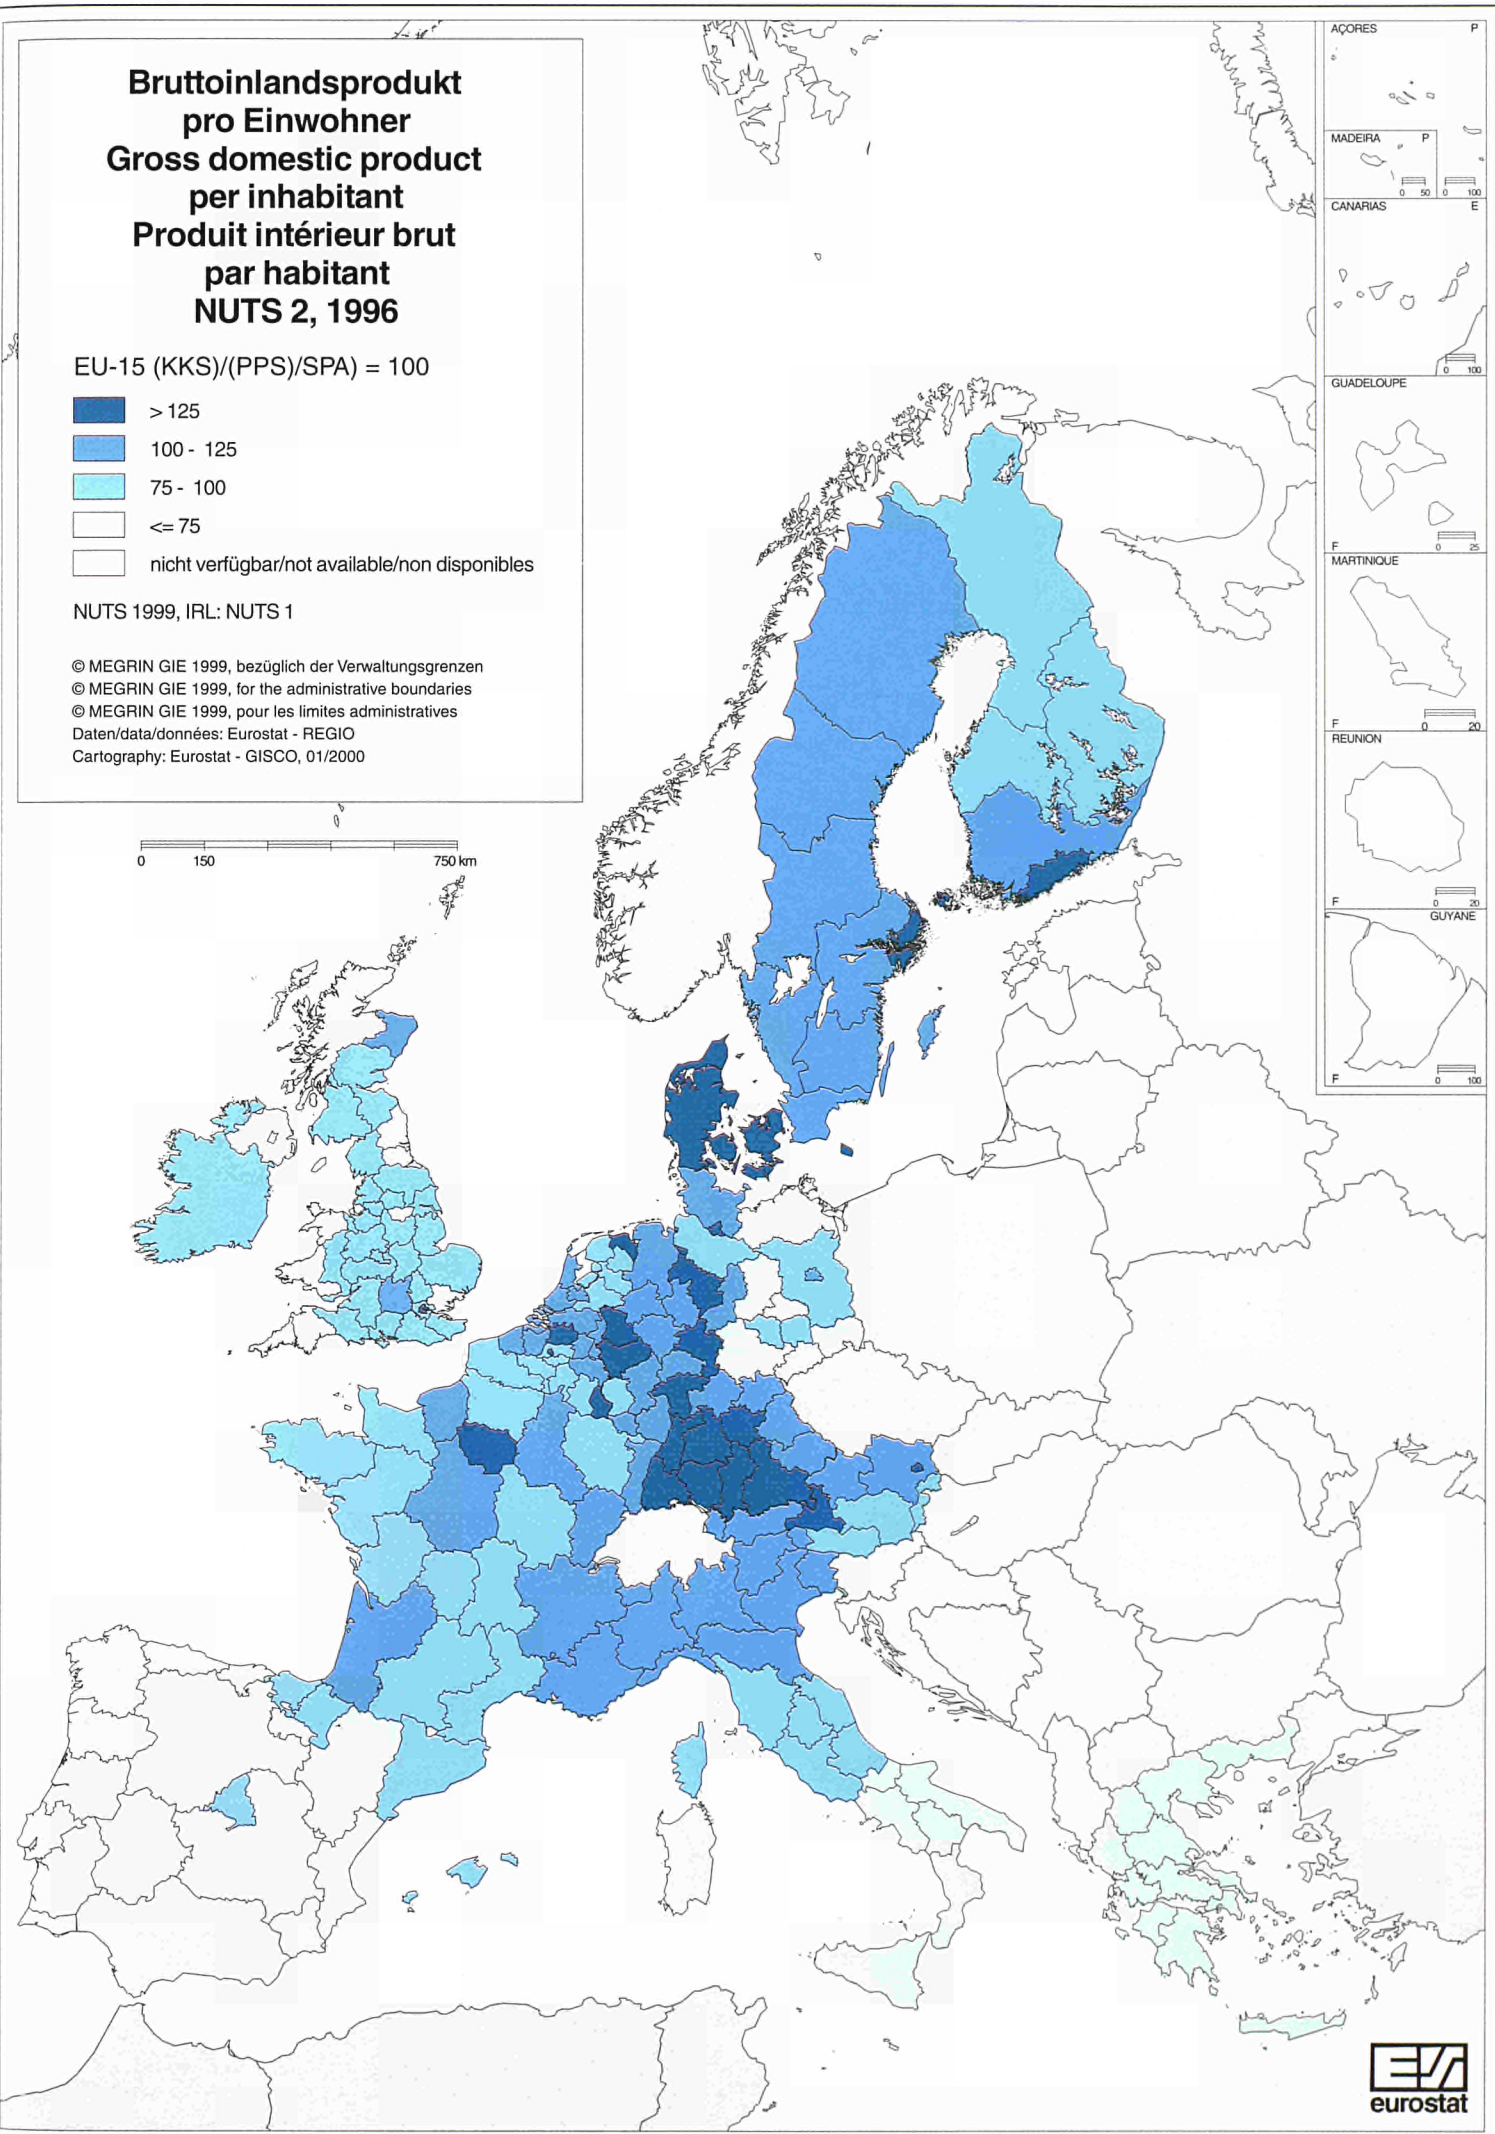 Bruttoinlandsprodukt
pro Einwohner
Gross domestic product
per inhabitant
Produit intérieur brut
par habitant
NUTS 2, 1996
EU-15 (KKS)/(PPS)/SPA) = 100
> 125
100 - 125
75 - 100
<= 75
nicht verfügbar/not available/non disponibles
NUTS 1999, IRL: NUTS 1
© MEGRIN GIE 1999, bezüglich der Verwaltungsgrenzen
© MEGRIN GIE 1999, for the administrative boundaries
© MEGRIN GIE 1999, pour les limites administratives
Daten/data/données: Eurostat - REGIO
Cartography: Eurostat - GISCO, 01/2000
0 150 750 km
AÇORES P
MADEIRA P
0 50 0 100
CANARIAS E
0 100
GUADELOUPE
F 0 25
MARTINIQUE
F 0 20
REUNION
F 0 20
GUYANE
F 0 100
eurostat